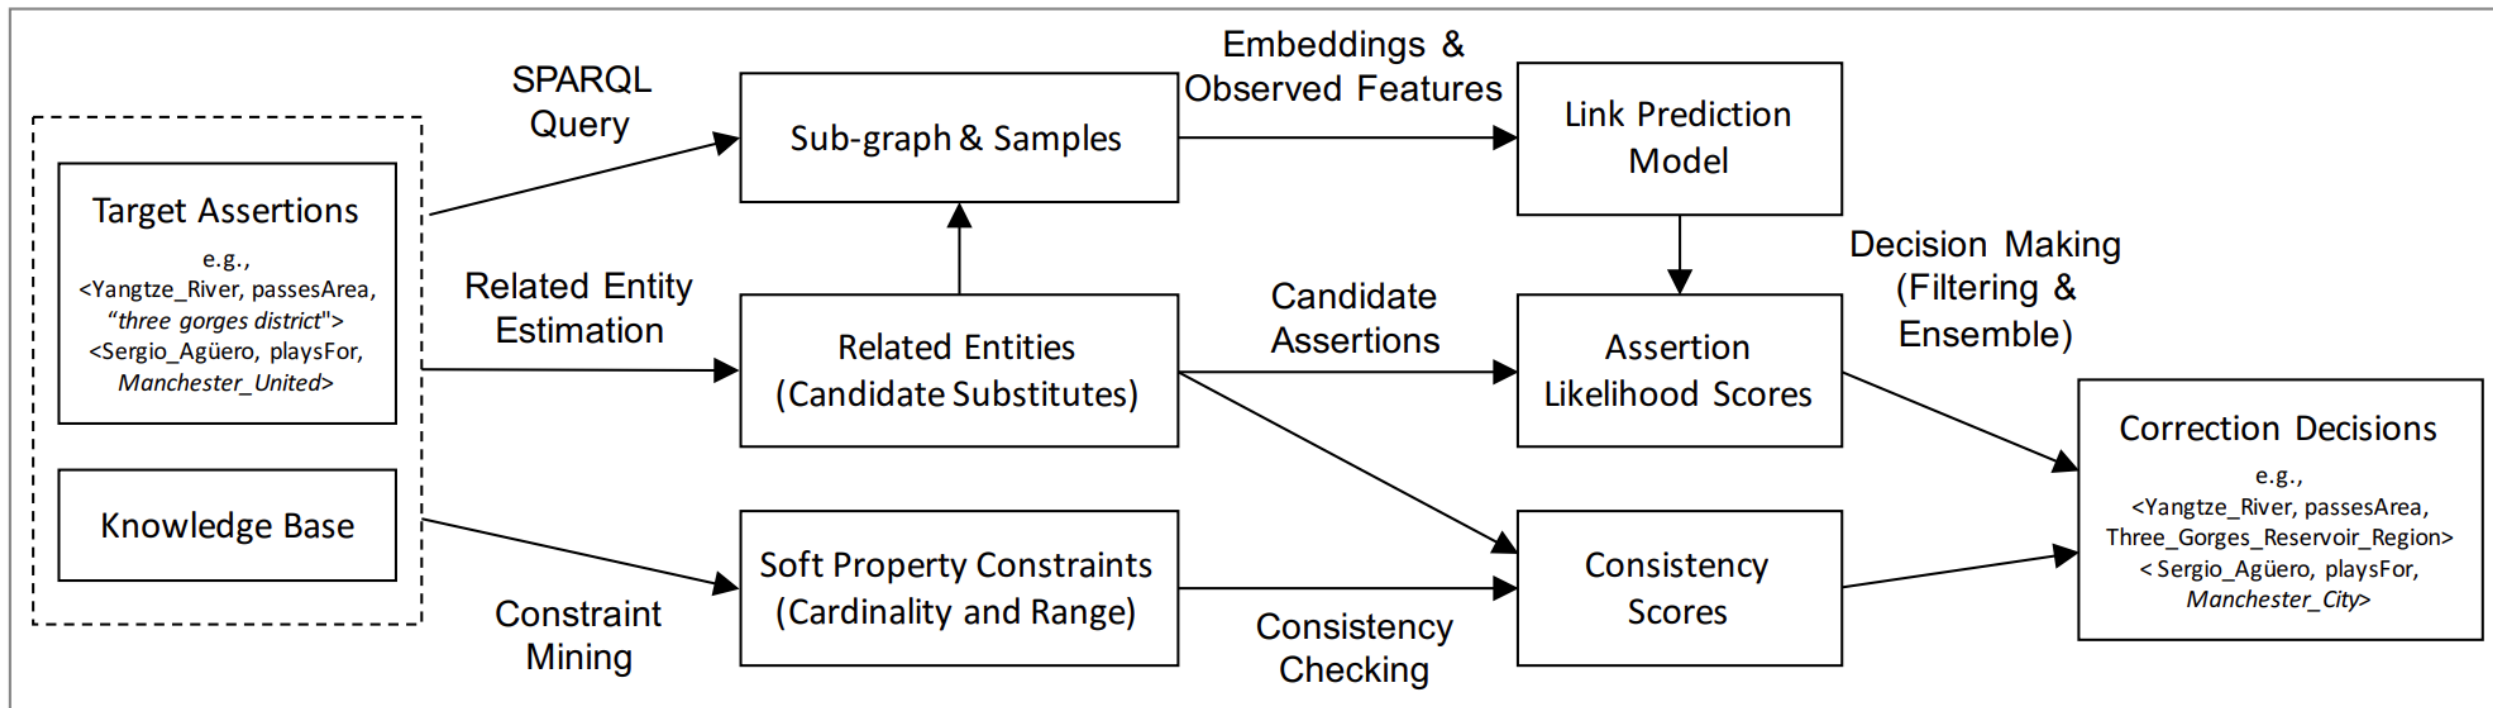 Target Assertions
e.g.,
<Yangtze_River, passesArea,
“three gorges district">
<Sergio_Agüero, playsFor,
Manchester_United>
Knowledge Base
SPARQL
Query
Related Entity
Estimation
Constraint
Mining
Sub-graph & Samples
Related Entities
(Candidate Substitutes)
Soft Property Constraints
(Cardinality and Range)
Embeddings &
Observed Features
Candidate
Assertions
Consistency
Checking
Link Prediction
Model
Assertion
Likelihood Scores
Consistency
Scores
Decision Making
(Filtering &
Ensemble)
Correction Decisions
e.g.,
<Yangtze_River, passesArea,
Three_Gorges_Reservoir_Region>
< Sergio_Agüero, playsFor,
Manchester_City>